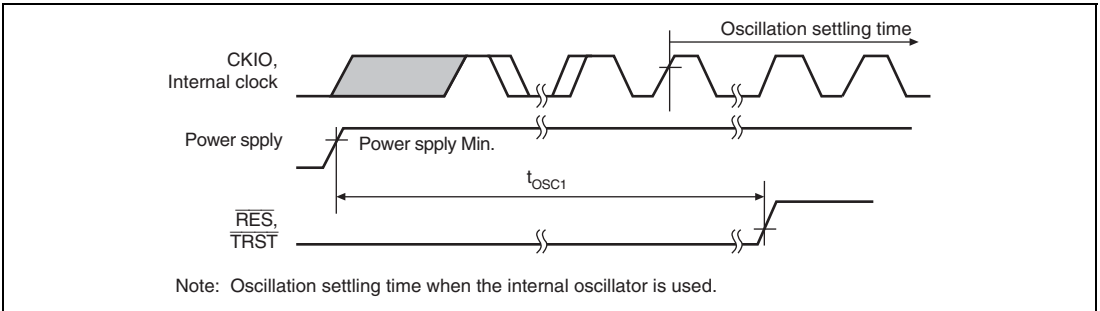 Oscillation settling time
CKIO,
Internal clock
Power spply
Power spply Min.
tOSC1
RES,
TRST
Note: Oscillation settling time when the internal oscillator is used.